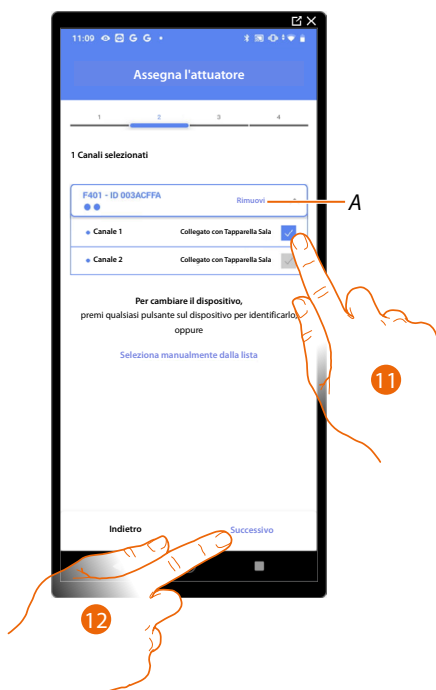 11:09 G G
Assegna l'attuatore
1 2 3 4
1 Canali selezionati
F401 - ID 003ACFFA
Rimuovi
A
Canale 1 Collegato con Tapparella Sala
Canale 2 Collegato con Tapparella Sala
Per cambiare il dispositivo,
premi qualsiasi pulsante sul dispositivo per identificarlo,
oppure
Seleziona manualmente dalla lista
11
Indietro Successivo
12